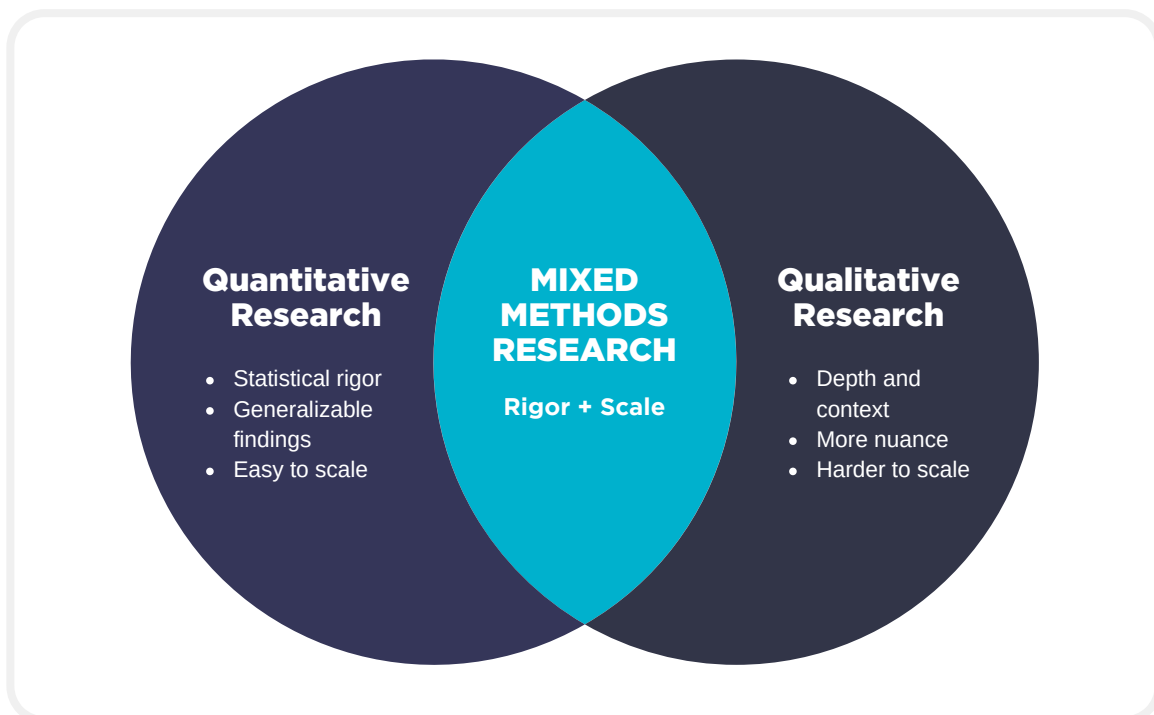 Quantitative
Research
• Statistical rigor
• Generalizable
findings
• Easy to scale
MIXED
METHODS
RESEARCH
Rigor + Scale
Qualitative
Research
• Depth and
context
• More nuance
• Harder to scale